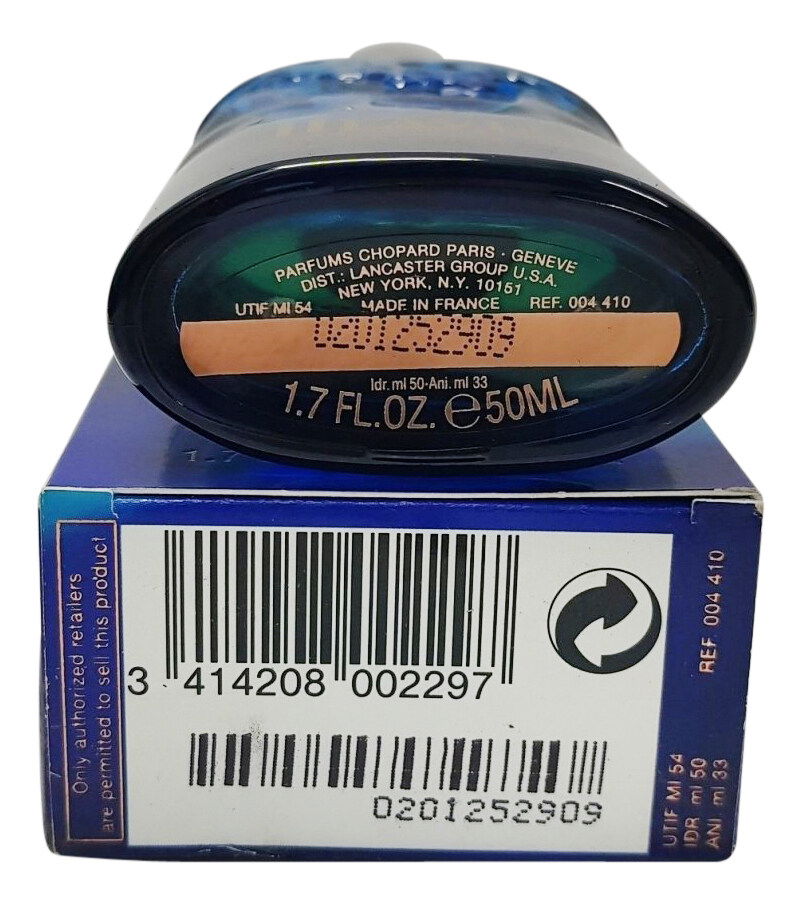 PARFUMS CHOPARD PARIS · GENEVE
DIST.: LANCASTER GROUP U.S.A.
NEW YORK, N.Y. 10151
UTIF MI 54 MADE IN FRANCE REF. 004 410
0201252909
Idr. ml 50-Ani. ml 33
1.7 FL.OZ. ℮50ML
1.7
Only authorized retailers
are permitted to sell this product
3 414208 002297
0201252909
REF. 004 410
UTIF MI 54
IDR. ml 50
ANI. ml 33